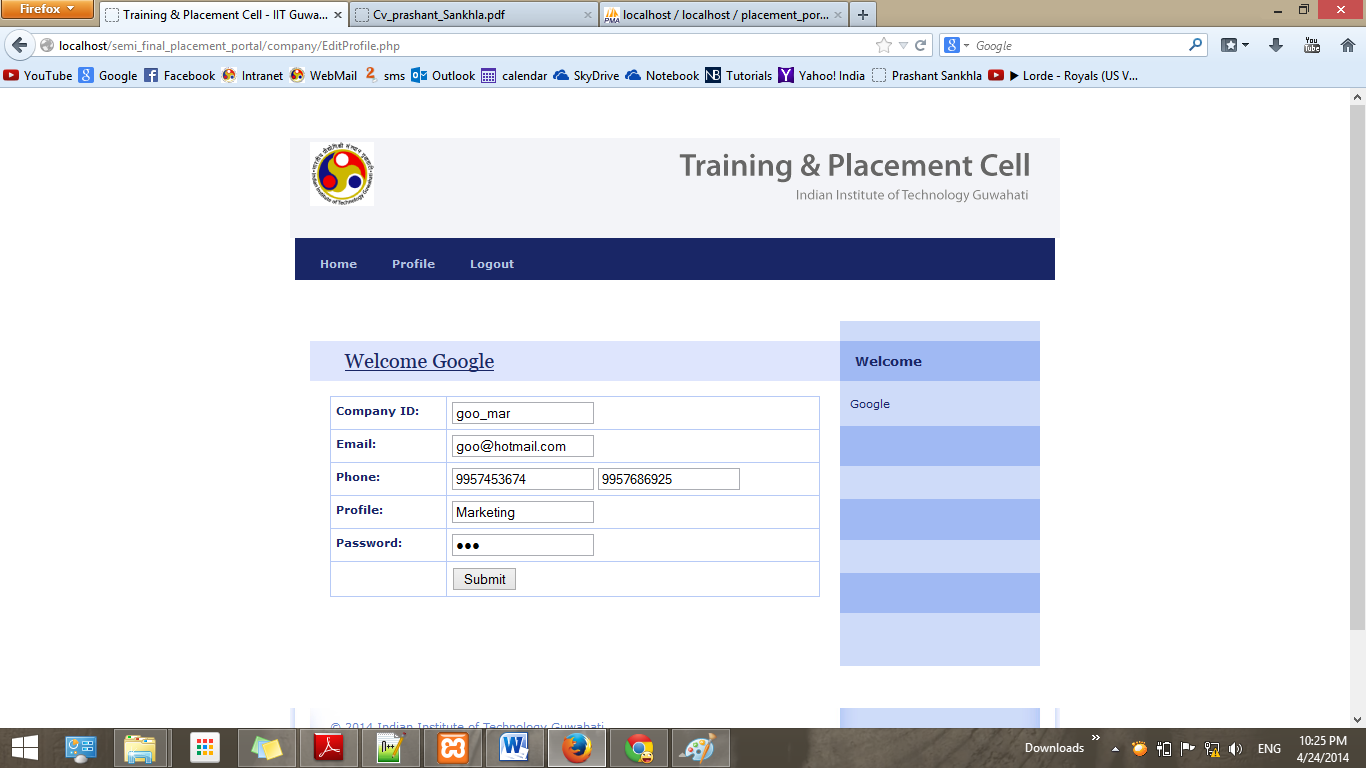 Firefox
Training & Placement Cell - IIT Guwa...
Cv_prashant_Sankhla.pdf
PMA localhost / localhost / placement_por...
localhost/semi_final_placement_portal/company/EditProfile.php
Google
YouTube Google Facebook Intranet WebMail sms Outlook calendar SkyDrive Notebook Tutorials Yahoo! India Prashant Sankhla ▶ Lorde - Royals (US V...
Training & Placement Cell
Indian Institute of Technology Guwahati
Home Profile Logout
Welcome Google
Company ID: goo_mar
Email: goo@hotmail.com
Phone: 9957453674 9957686925
Profile: Marketing
Password: ●●●
Submit
Welcome
Google
© 2014 Indian Institute of Technology Guwahati
Downloads
ENG
10:25 PM
4/24/2014